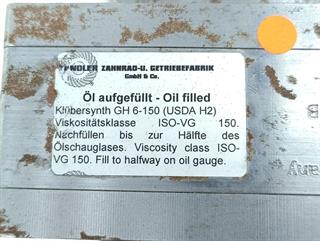 TANDLER ZAHNRAD-U. GETRIEBEFABRIK
GmbH & Co.
Öl aufgefüllt - Oil filled
Klübersynth GH 6-150 (USDA H2)
Viskositätsklasse ISO-VG 150.
Nachfüllen bis zur Hälfte des
Ölschauglases. Viscosity class ISO-
VG 150. Fill to halfway on oil gauge.